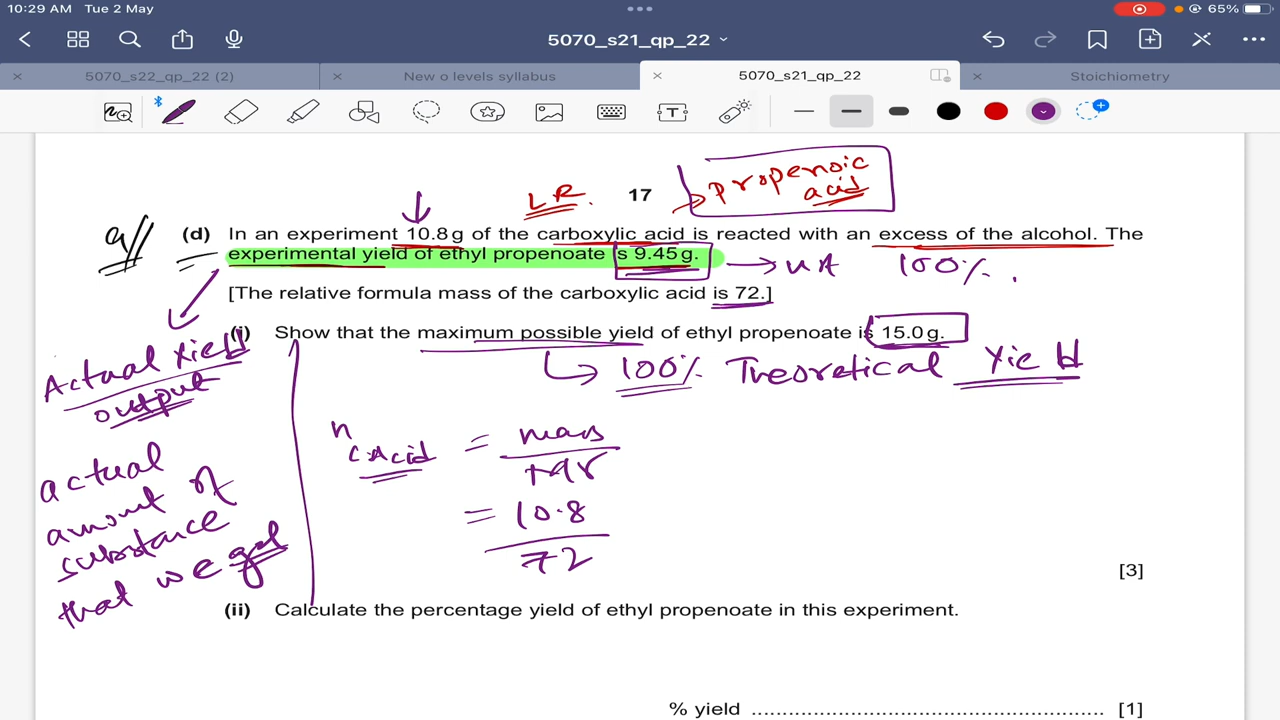 10:29 AM Tue 2 May
65%
5070_s21_qp_22
5070_s22_qp_22 (2)
New o levels syllabus
5070_s21_qp_22
Stoichiometry
T
17
LR
propenoic
acid
9//
(d) In an experiment 10.8 g of the carboxylic acid is reacted with an excess of the alcohol. The
experimental yield of ethyl propenoate is 9.45 g.
100%
[The relative formula mass of the carboxylic acid is 72.]
(i) Show that the maximum possible yield of ethyl propenoate is 15.0 g.
100% Theoretical Yield
Actual Yield
output
actual
amount of
substance
that we get
n C Acid = mass
Mr
= 10.8
72
[3]
(ii) Calculate the percentage yield of ethyl propenoate in this experiment.
% yield ............................................................ [1]